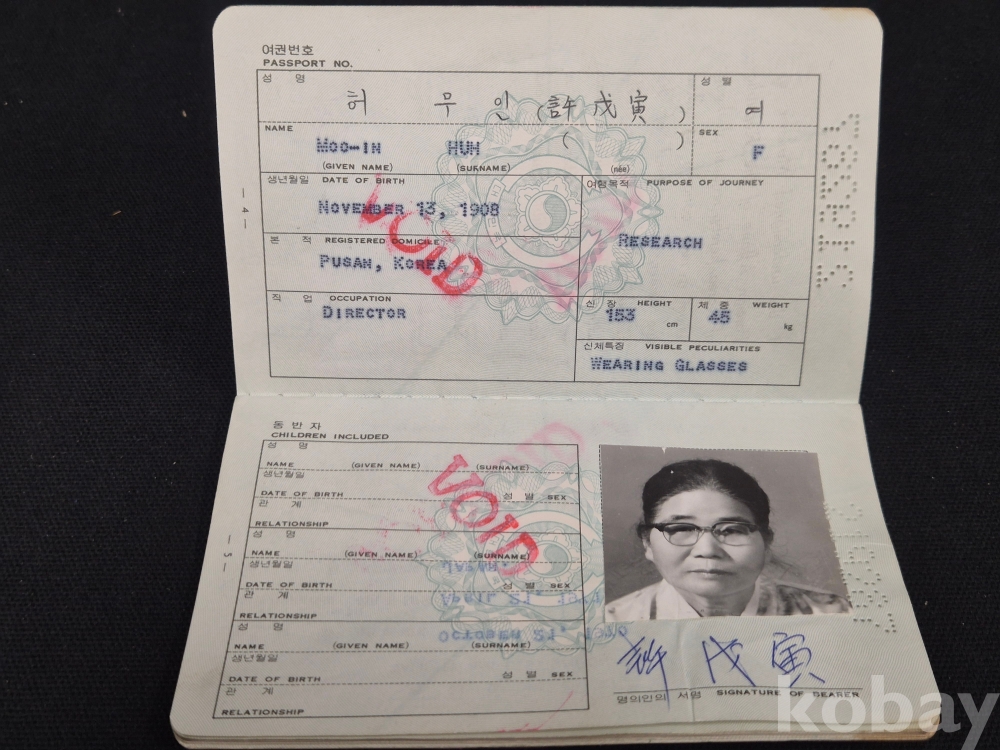 여권번호
PASSPORT NO.
성 명
허 무 인 (許戊寅)
성 별
여
NAME
MOO-IN HUH ( )
(GIVEN NAME) (SURNAME) (née)
SEX
F
생년월일 DATE OF BIRTH
NOVEMBER 13, 1908
여행목적 PURPOSE OF JOURNEY
RESEARCH
본 적 REGISTERED DOMICILE
PUSAN, KOREA
VOID
직 업 OCCUPATION
DIRECTOR
신 장 HEIGHT
153 cm
체 중 WEIGHT
45 kg
신체특징 VISIBLE PECULIARITIES
WEARING GLASSES
— 4 —
동 반 자
CHILDREN INCLUDED
성 명
NAME (GIVEN NAME) (SURNAME)
생년월일
DATE OF BIRTH 성 별 SEX
관 계
RELATIONSHIP
VOID
성 명
NAME (GIVEN NAME) (SURNAME)
생년월일
DATE OF BIRTH 성 별 SEX
관 계
RELATIONSHIP
성 명
NAME (GIVEN NAME) (SURNAME)
생년월일
DATE OF BIRTH 성 별 SEX
관 계
RELATIONSHIP
— 5 —
許戊寅
명의인의 서명 SIGNATURE OF BEARER
kobay